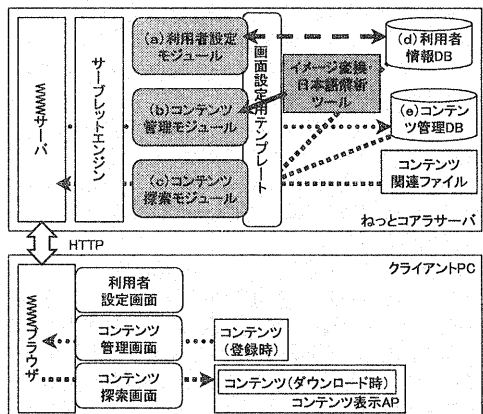 WWWサーバ
サーブレットエンジン
(a)利用者設定
モジュール
(b)コンテンツ
管理モジュール
(c)コンテンツ
探索モジュール
画面設定用テンプレート
イメージ変換・
日本語解析
ツール
(d)利用者
情報DB
(e)コンテン
ツ管理DB
コンテンツ
関連ファイル
ねっとコアラサーバ
HTTP
クライアントPC
WWWブラウザ
利用者
設定画面
コンテンツ
管理画面
コンテンツ
探索画面
コンテンツ
(登録時)
コンテンツ(ダウンロード時)
コンテンツ表示AP